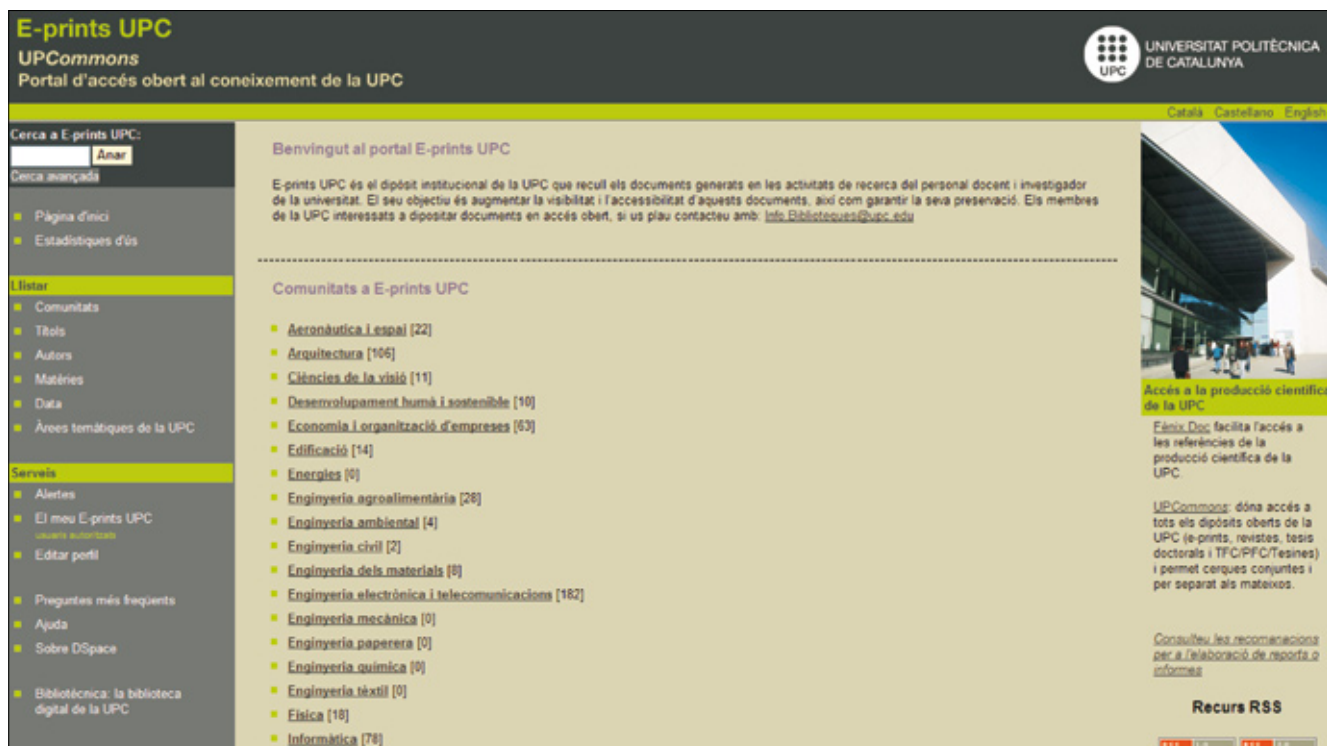 E-prints UPC
UPCommons
Portal d'accés obert al coneixement de la UPC
UPC
UNIVERSITAT POLITÈCNICA
DE CATALUNYA
Català Castellano English
Cerca a E-prints UPC:
Anar
Cerca avançada
Pàgina d'inici
Estadístiques d'ús
Llistar
Comunitats
Títols
Autors
Matèries
Data
Àrees temàtiques de la UPC
Serveis
Alertes
El meu E-prints UPC
usuaris autoritzats
Editar perfil
Preguntes més freqüents
Ajuda
Sobre DSpace
Bibliotècnica: la biblioteca
digital de la UPC
Benvingut al portal E-prints UPC
E-prints UPC és el dipòsit institucional de la UPC que recull els documents generats en les activitats de recerca del personal docent i investigador
de la universitat. El seu objectiu és augmentar la visibilitat i l'accessibilitat d'aquests documents, així com garantir la seva preservació. Els membres
de la UPC interessats a dipositar documents en accés obert, si us plau contacteu amb: Info.Biblioteques@upc.edu
Comunitats a E-prints UPC
Aeronàutica i espai [22]
Arquitectura [106]
Ciències de la visió [11]
Desenvolupament humà i sostenible [10]
Economia i organització d'empreses [63]
Edificació [14]
Energies [0]
Enginyeria agroalimentària [28]
Enginyeria ambiental [4]
Enginyeria civil [2]
Enginyeria dels materials [8]
Enginyeria electrònica i telecomunicacions [182]
Enginyeria mecànica [0]
Enginyeria paperera [0]
Enginyeria química [0]
Enginyeria tèxtil [0]
Física [18]
Informàtica [78]
Accés a la producció científica
de la UPC
Fènix Doc facilita l'accés a
les referències de la
producció científica de la
UPC.
UPCommons: dóna accés a
tots els dipòsits oberts de la
UPC (e-prints, revistes, tesis
doctorals i TFC/PFC/Tesines)
i permet cerques conjuntes i
per separat als mateixos.
Consulteu les recomanacions
per a l'elaboració de reports o
informes
Recurs RSS